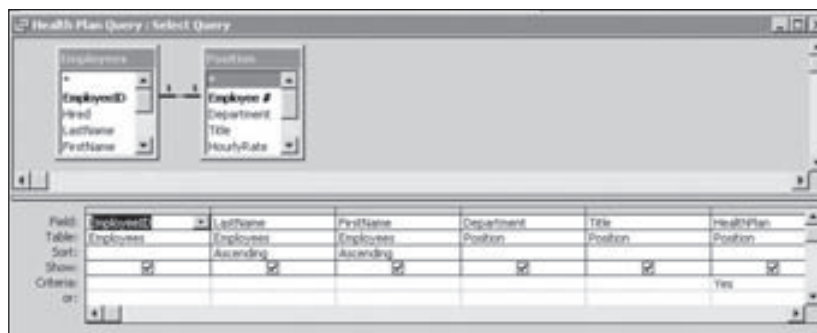 Health Plan Query : Select Query
Employees
*
EmployeeID
Hired
LastName
FirstName
1 1
Position
*
Employee #
Department
Title
HourlyRate
Field: EmployeeID LastName FirstName Department Title HealthPlan
Table: Employees Employees Employees Position Position Position
Sort: Ascending Ascending
Show:
Criteria: Yes
or: